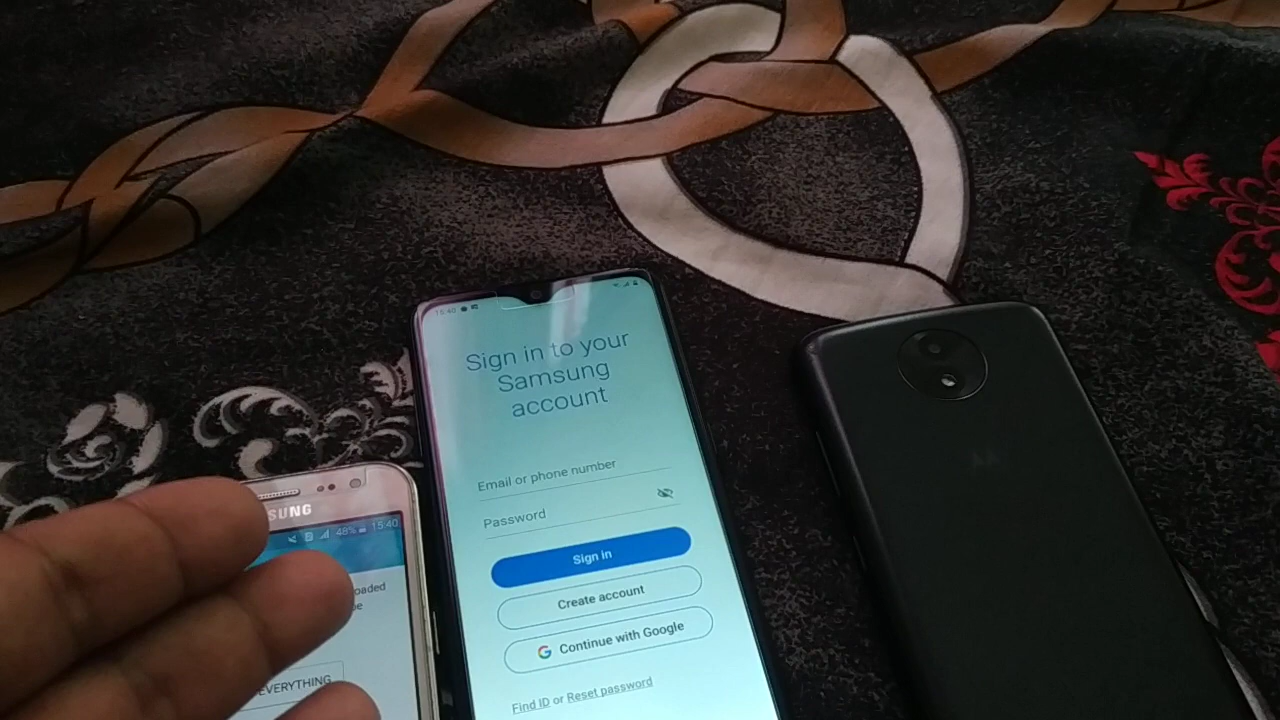 15:40
Sign in to your
Samsung
account
Email or phone number
Password
Sign in
Create account
Continue with Google
Find ID or Reset password
SUNG
48% 15:40
oaded
EVERYTHING